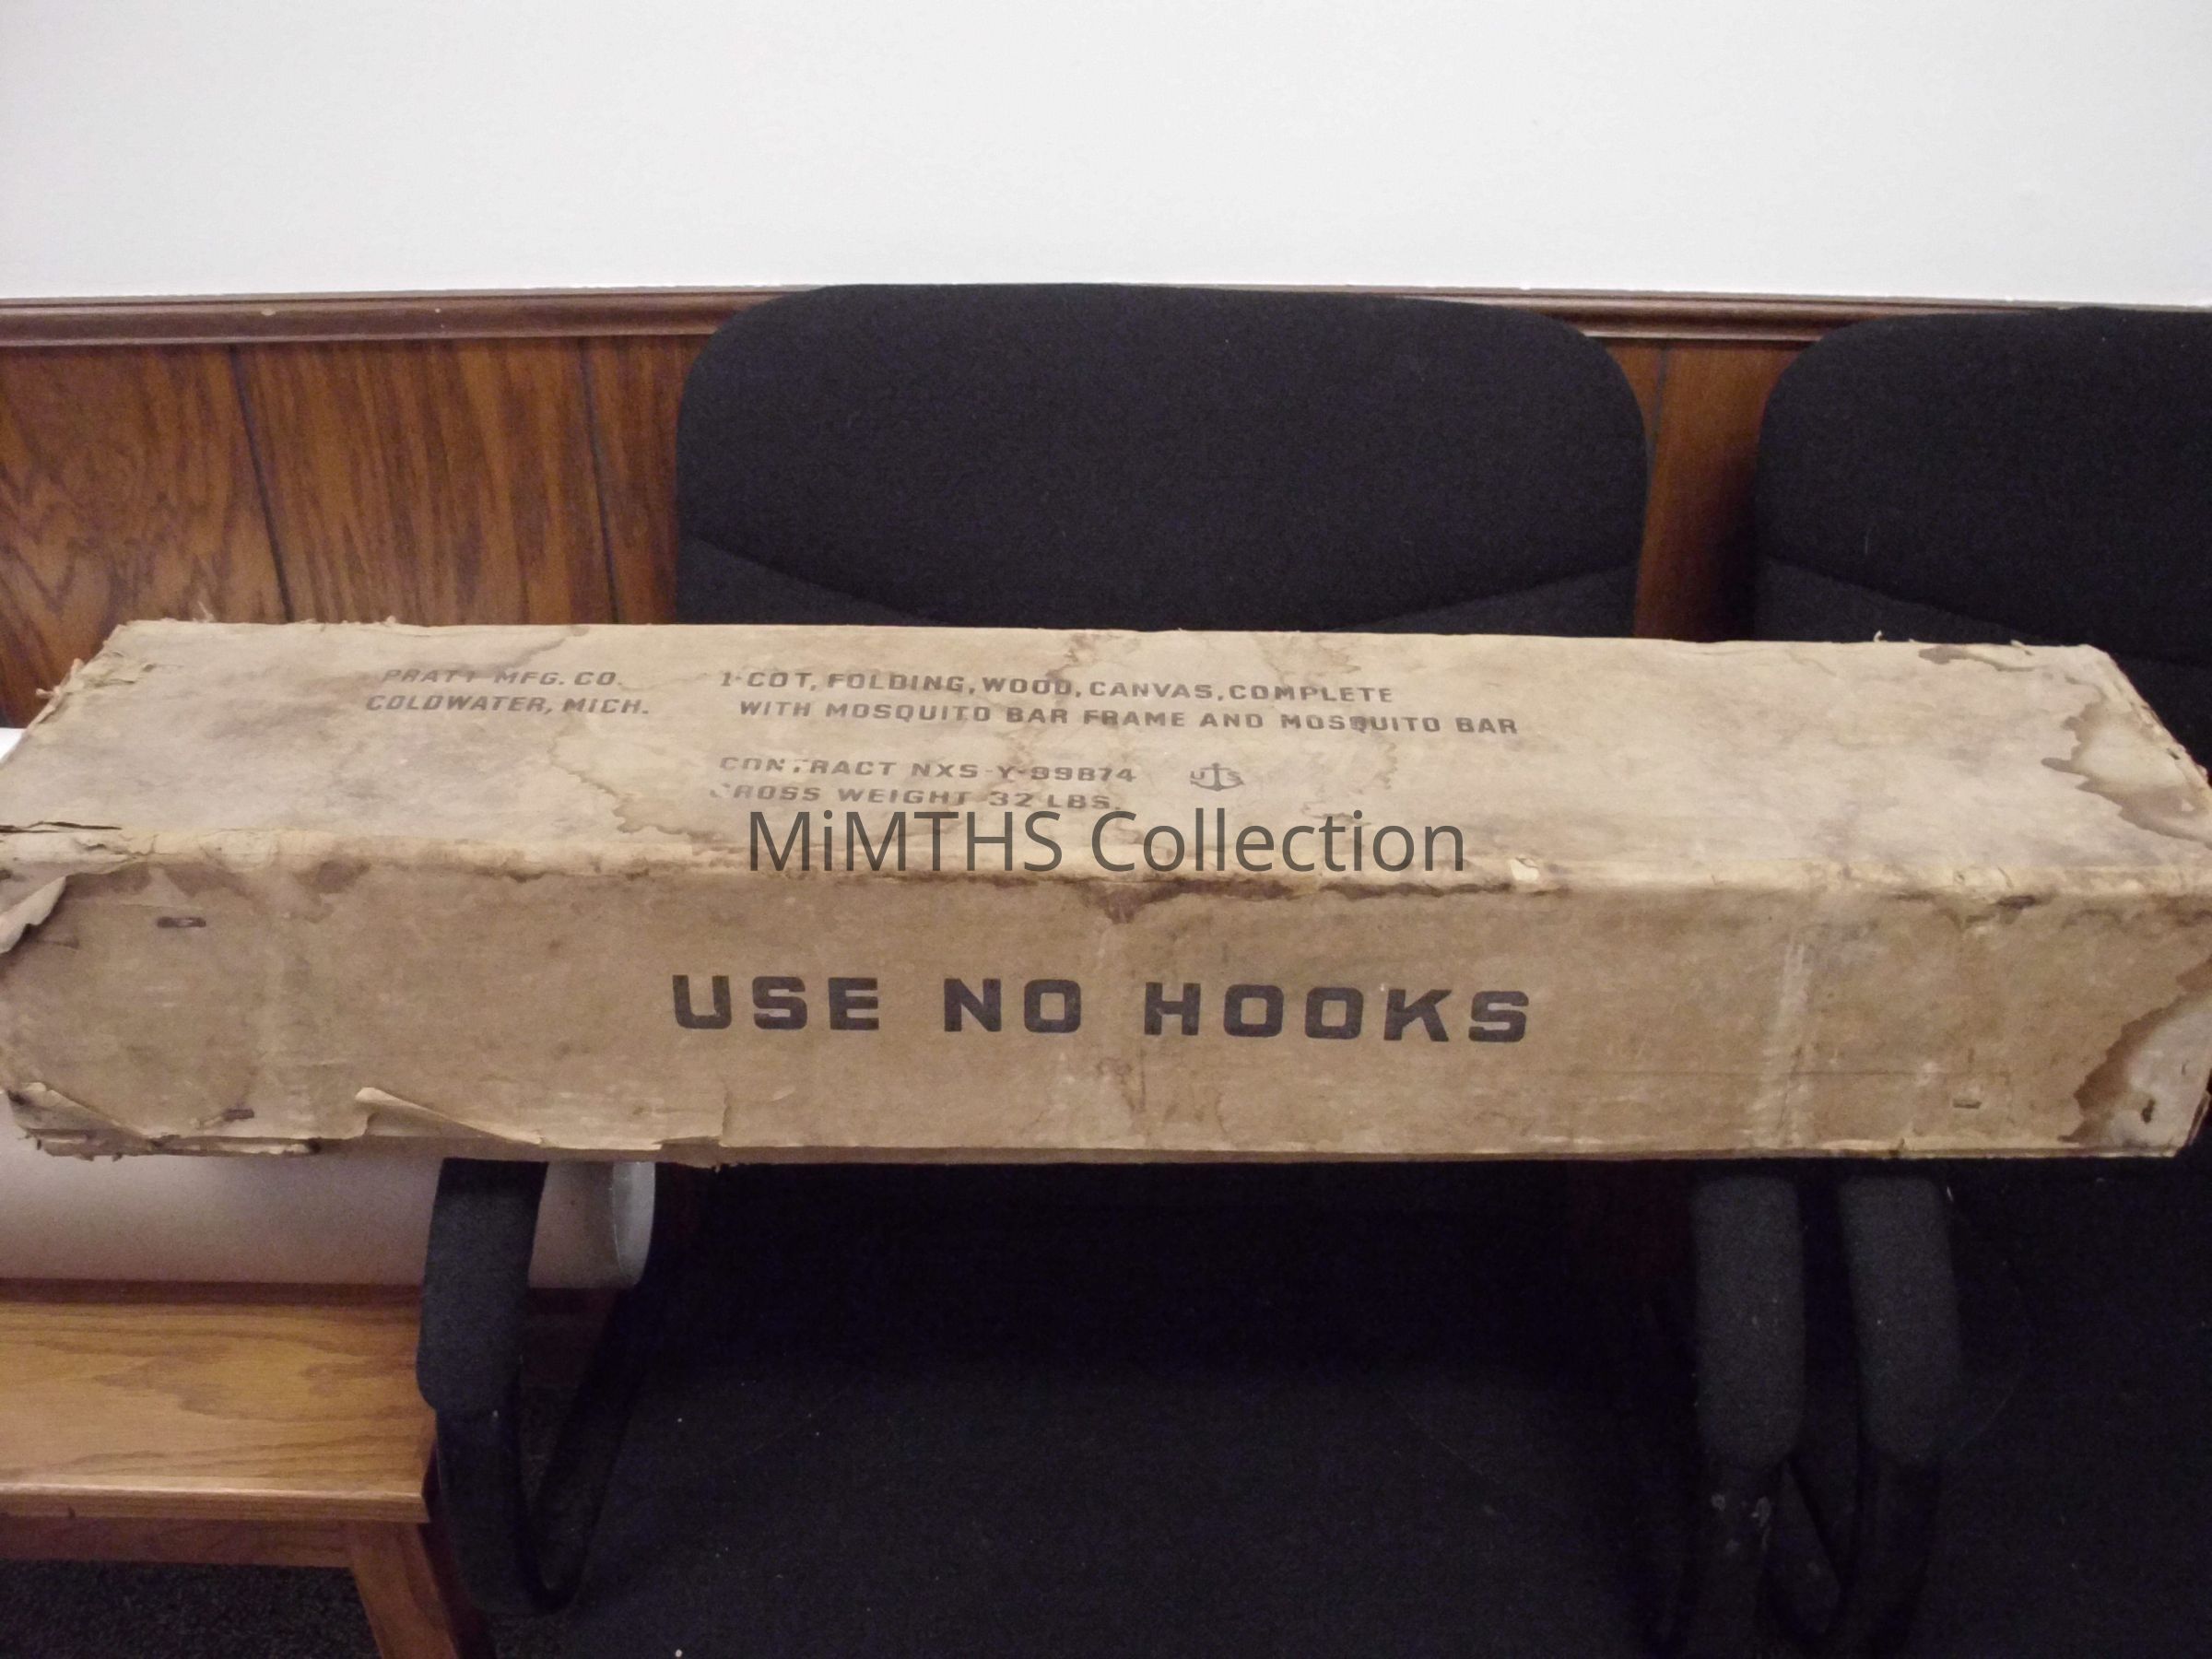 PRATT MFG. CO.
COLDWATER, MICH.
1-COT, FOLDING, WOOD, CANVAS, COMPLETE
WITH MOSQUITO BAR FRAME AND MOSQUITO BAR
CONTRACT NXS-Y-99874
US
GROSS WEIGHT 32 LBS.
MiMTHS Collection
USE NO HOOKS